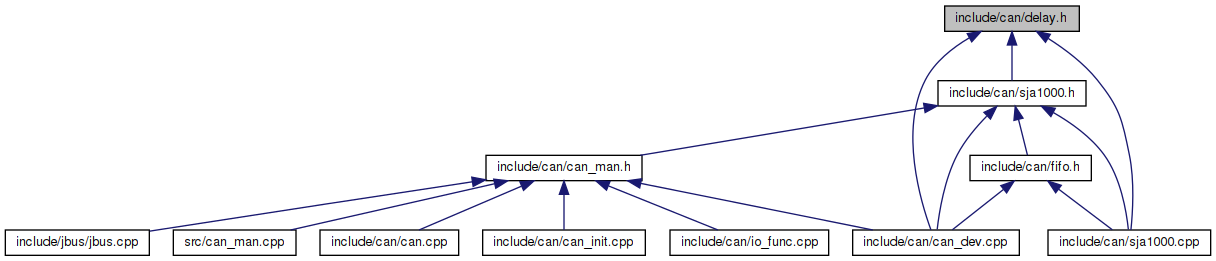 include/can/delay.h
include/can/sja1000.h
include/can/can_man.h
include/can/fifo.h
include/jbus/jbus.cpp
src/can_man.cpp
include/can/can.cpp
include/can/can_init.cpp
include/can/io_func.cpp
include/can/can_dev.cpp
include/can/sja1000.cpp